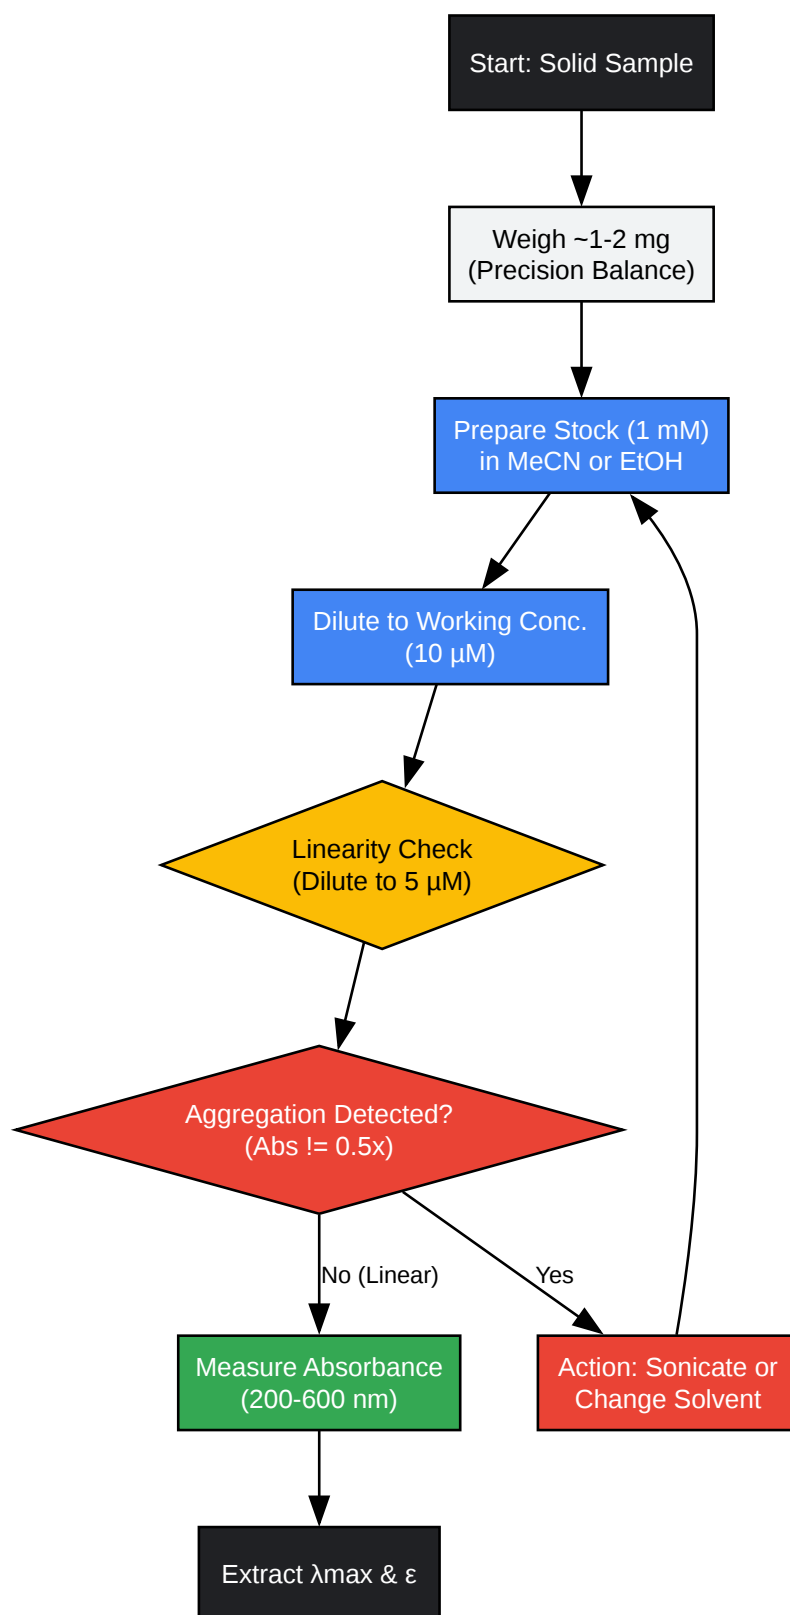 Start: Solid Sample
Weigh ~1-2 mg
(Precision Balance)
Prepare Stock (1 mM)
in MeCN or EtOH
Dilute to Working Conc.
(10 µM)
Linearity Check
(Dilute to 5 µM)
Aggregation Detected?
(Abs != 0.5x)
No (Linear)
Yes
Measure Absorbance
(200-600 nm)
Action: Sonicate or
Change Solvent
Extract λmax & ε